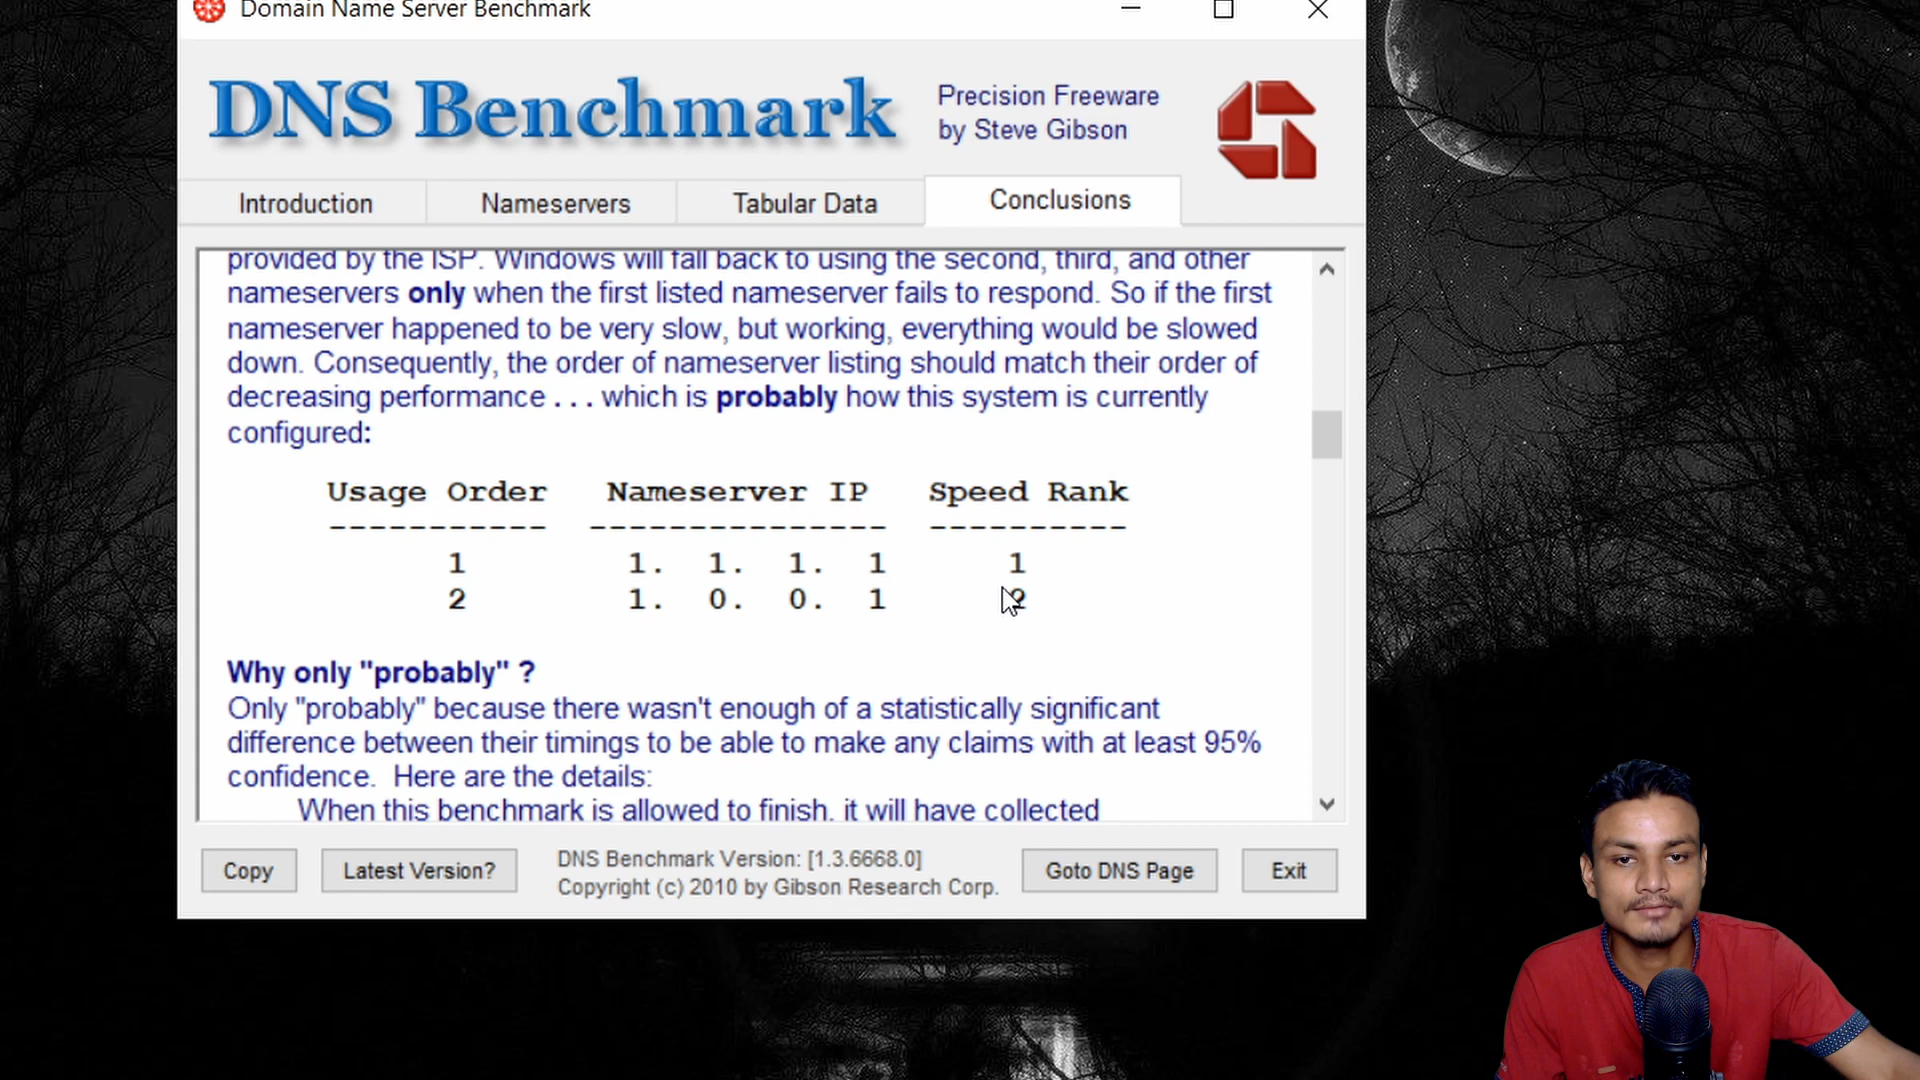 Domain Name Server Benchmark
DNS Benchmark
Precision Freeware
by Steve Gibson
Introduction
Nameservers
Tabular Data
Conclusions
provided by the ISP. Windows will fall back to using the second, third, and other
nameservers only when the first listed nameserver fails to respond. So if the first
nameserver happened to be very slow, but working, everything would be slowed
down. Consequently, the order of nameserver listing should match their order of
decreasing performance . . . which is probably how this system is currently
configured:
Usage Order Nameserver IP Speed Rank
----------- --------------- ----------
1 1. 1. 1. 1 1
2 1. 0. 0. 1 2
Why only "probably" ?
Only "probably" because there wasn't enough of a statistically significant
difference between their timings to be able to make any claims with at least 95%
confidence. Here are the details:
When this benchmark is allowed to finish, it will have collected
Copy
Latest Version?
DNS Benchmark Version: [1.3.6668.0]
Copyright (c) 2010 by Gibson Research Corp.
Goto DNS Page
Exit